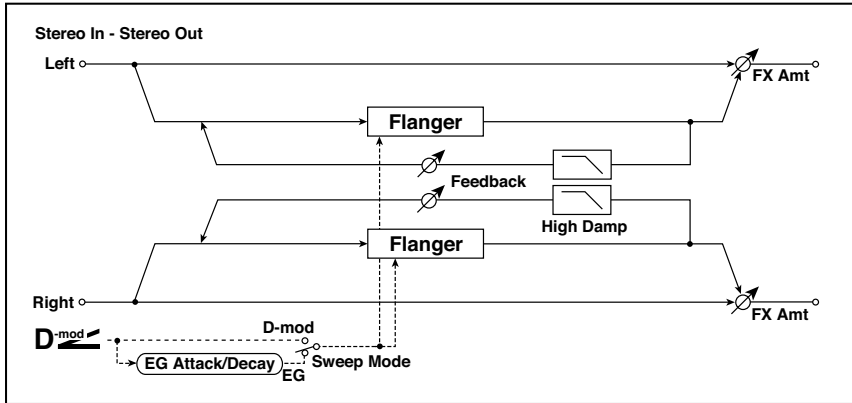 Stereo In - Stereo Out
Left
FX Amt
Flanger
Feedback
High Damp
Flanger
Right
FX Amt
D-mod
D-mod
EG Attack/Decay
EG
Sweep Mode